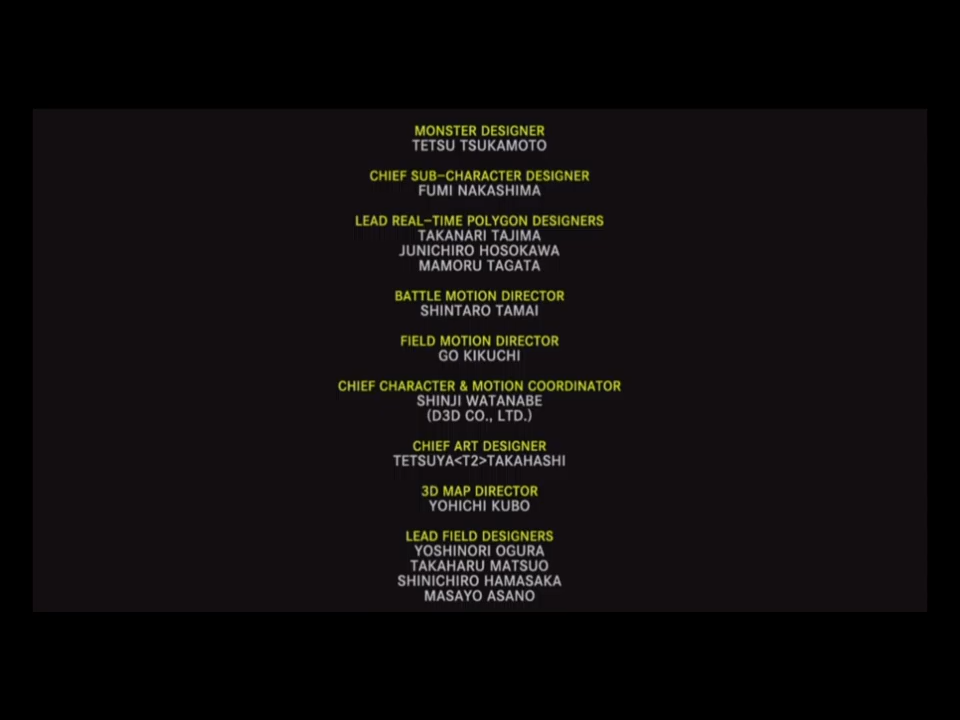 MONSTER DESIGNER
TETSU TSUKAMOTO
CHIEF SUB-CHARACTER DESIGNER
FUMI NAKASHIMA
LEAD REAL-TIME POLYGON DESIGNERS
TAKANARI TAJIMA
JUNICHIRO HOSOKAWA
MAMORU TAGATA
BATTLE MOTION DIRECTOR
SHINTARO TAMAI
FIELD MOTION DIRECTOR
GO KIKUCHI
CHIEF CHARACTER & MOTION COORDINATOR
SHINJI WATANABE
(D3D CO., LTD.)
CHIEF ART DESIGNER
TETSUYA<T2>TAKAHASHI
3D MAP DIRECTOR
YOHICHI KUBO
LEAD FIELD DESIGNERS
YOSHINORI OGURA
TAKAHARU MATSUO
SHINICHIRO HAMASAKA
MASAYO ASANO